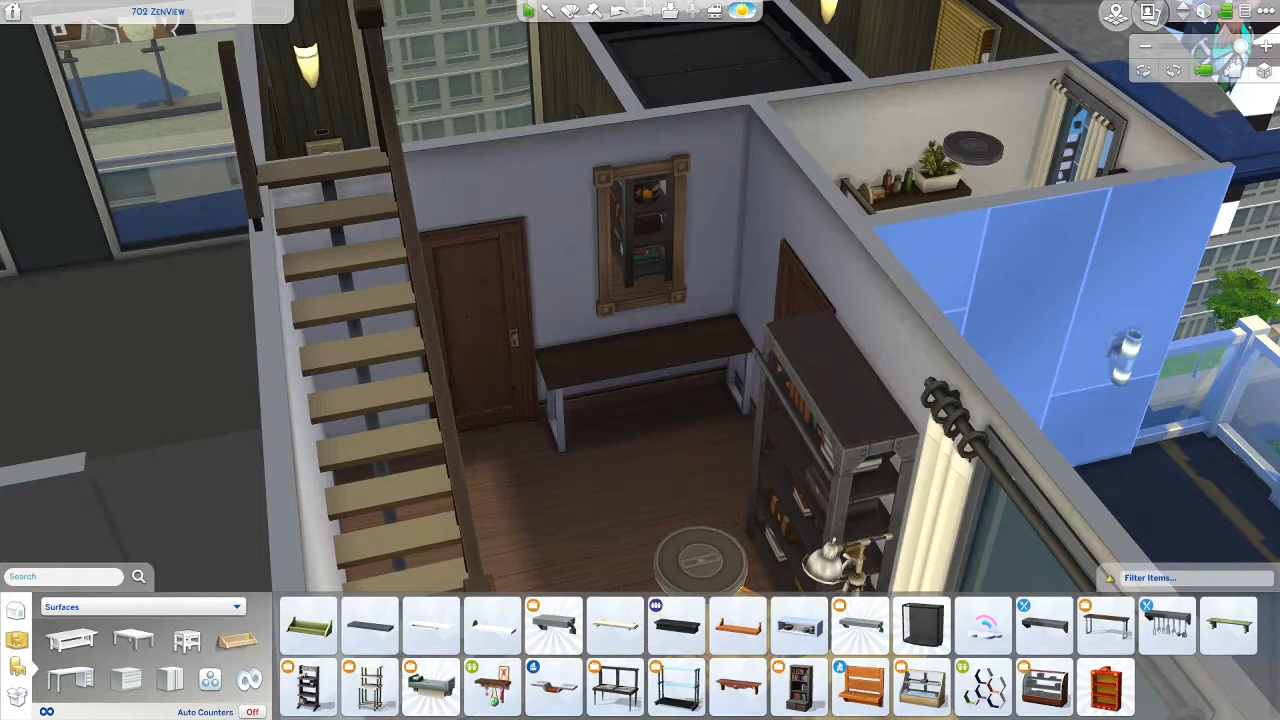 702 ZENVIEW
Search
Filter Items...
Surfaces
Auto Counters
Off